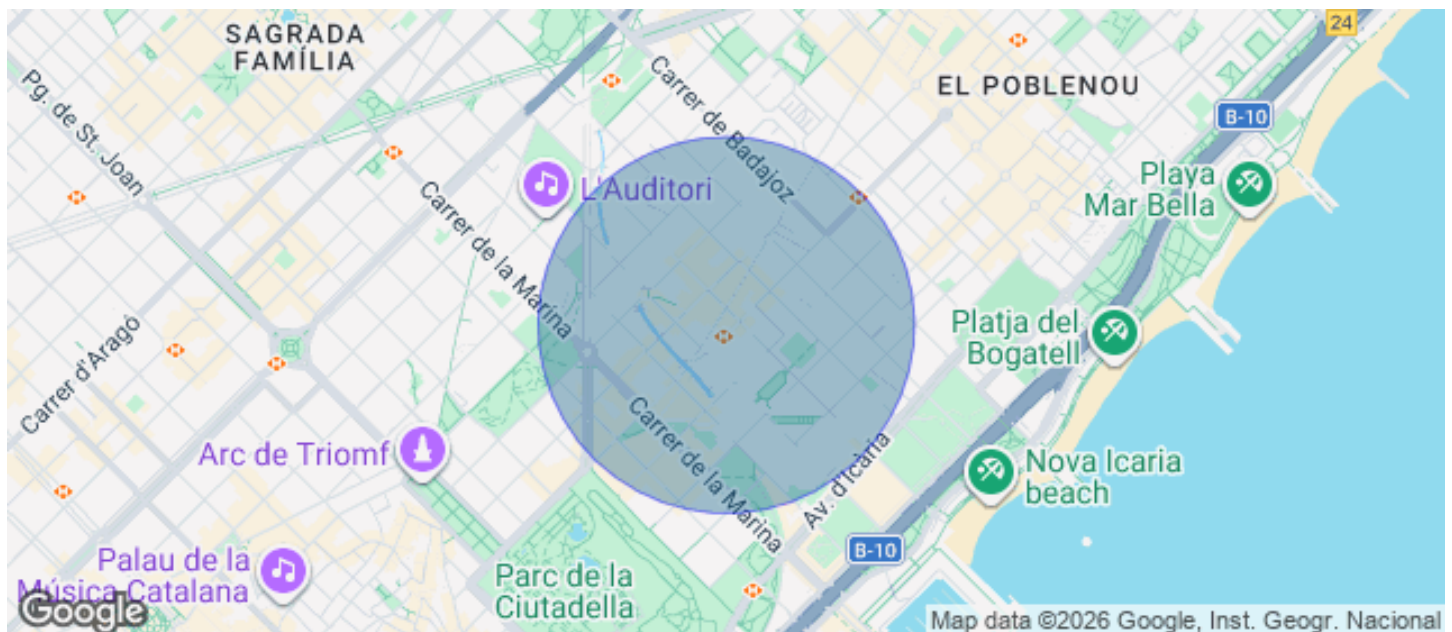 SAGRADA
FAMÍLIA
24
Carrer de Badajoz
EL POBLENOU
Pg. de St. Joan
B-10
Playa
Mar Bella
L'Auditori
Carrer de la Marina
Carrer d'Aragó
Platja del
Bogatell
Arc de Triomf
Carrer de la Marina
Av. d'Icària
Nova Icaria
beach
B-10
Palau de la
Música Catalana
Parc de la
Ciutadella
Google
Map data ©2026 Google, Inst. Geogr. Nacional